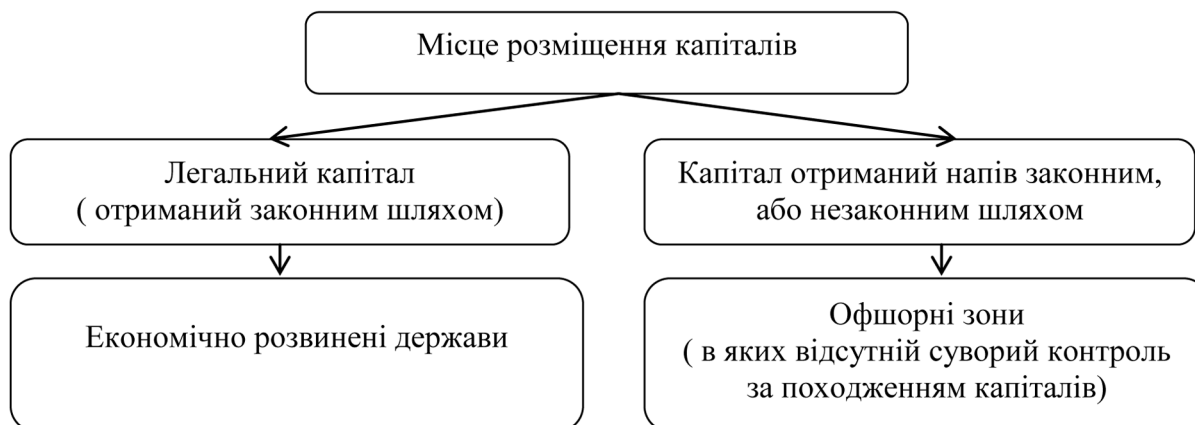 Місце розміщення капіталів
Легальний капітал
( отриманий законним шляхом)
Капітал отриманий напів законним,
або незаконним шляхом
Економічно розвинені держави
Офшорні зони
( в яких відсутній суворий контроль
за походженням капіталів)